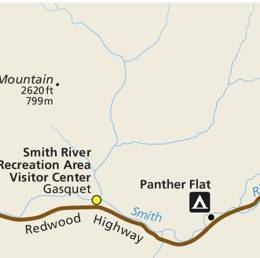 Mountain
2620 ft
799 m
Smith River
Recreation Area
Visitor Center
Gasquet
Panther Flat
Redwood Highway
Smith